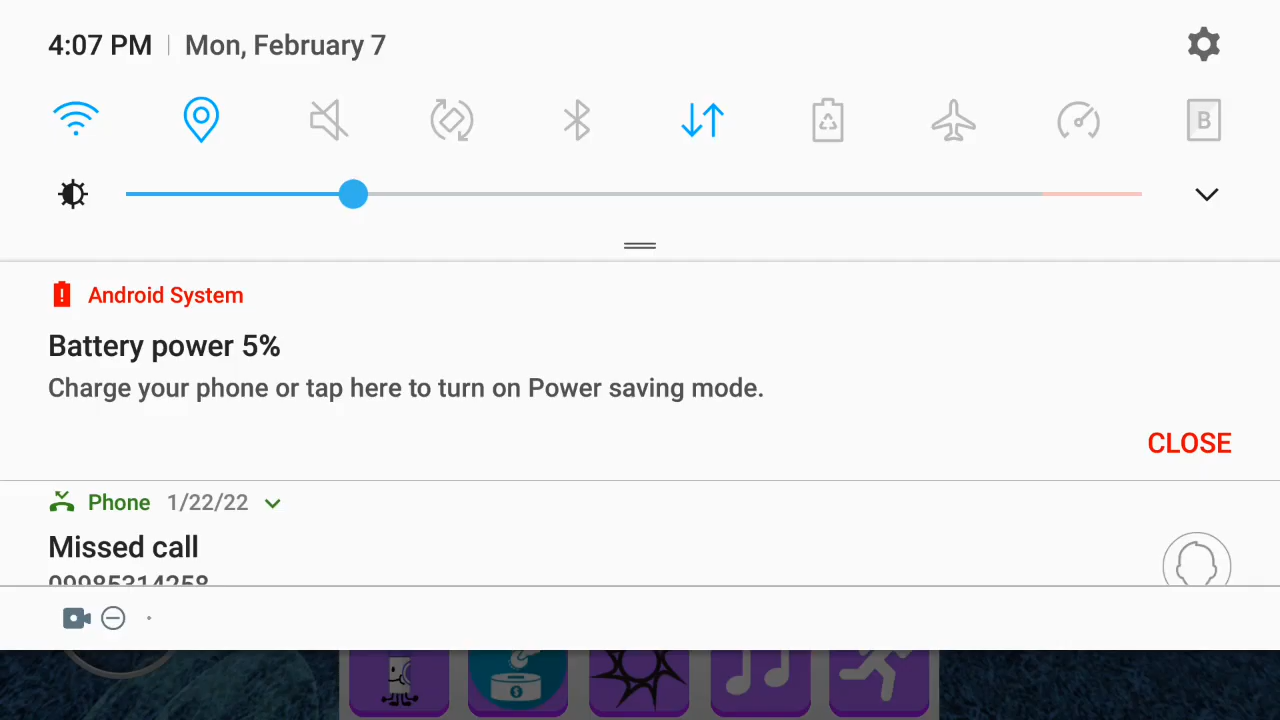 4:07 PM | Mon, February 7
B
Android System
Battery power 5%
Charge your phone or tap here to turn on Power saving mode.
CLOSE
Phone 1/22/22
Missed call
09985314258
$